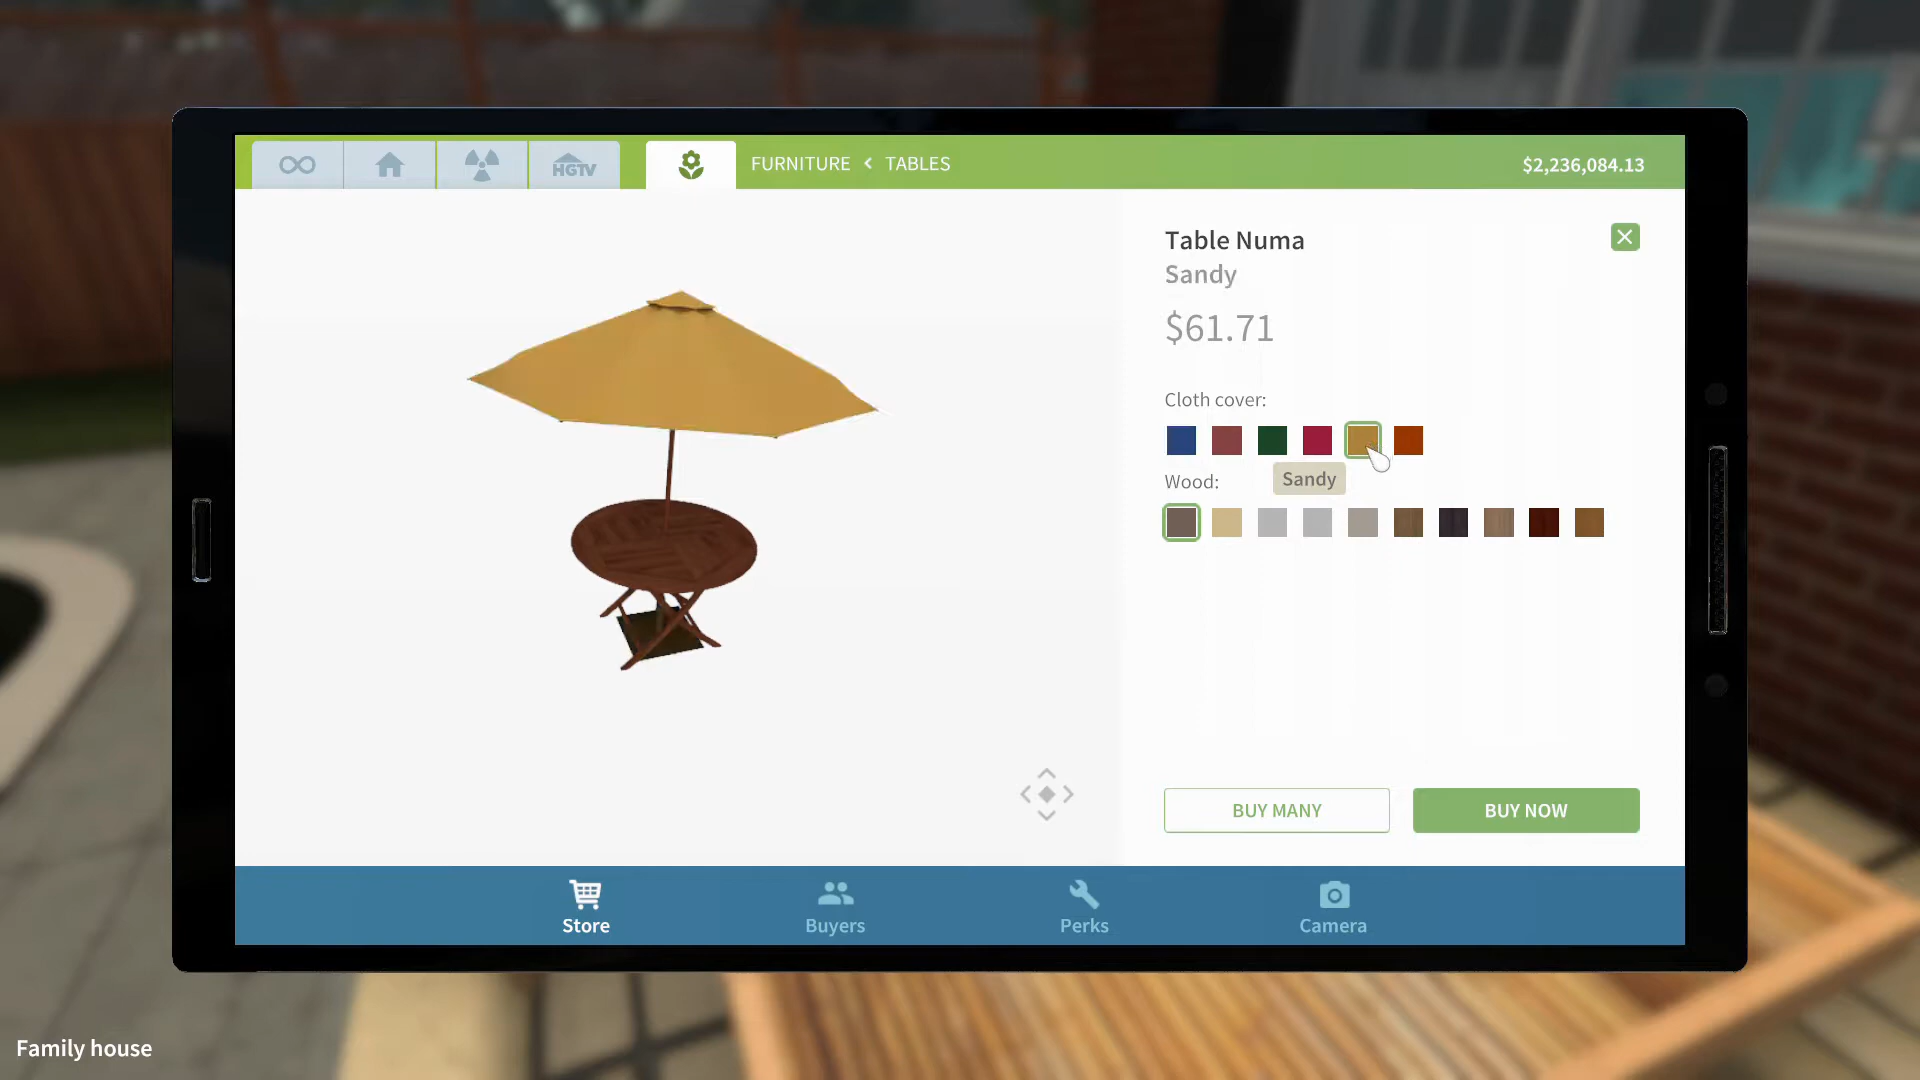 HGTV
FURNITURE < TABLES
$2,236,084.13
Table Numa
Sandy
$61.71
Cloth cover:
Wood:
Sandy
BUY MANY
BUY NOW
Store
Buyers
Perks
Camera
Family house